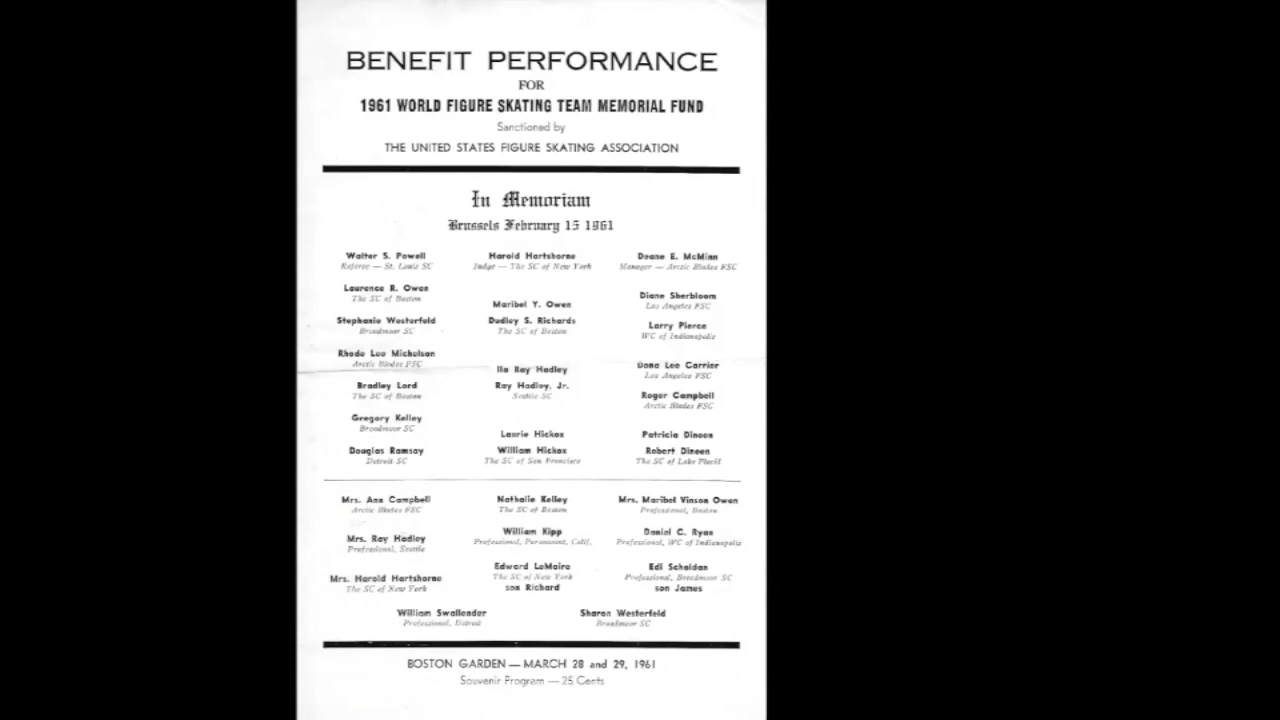 BENEFIT PERFORMANCE
FOR
1961 WORLD FIGURE SKATING TEAM MEMORIAL FUND
Sanctioned by
THE UNITED STATES FIGURE SKATING ASSOCIATION
In Memoriam
Brussels February 15 1961
Walter S. Powell
Referee — St. Louis SC
Laurence R. Owen
The SC of Boston
Stephanie Westerfeld
Broadmoor SC
Rhode Lee Michelson
Arctic Blades FSC
Bradley Lord
The SC of Boston
Gregory Kelley
Broadmoor SC
Douglas Ramsay
Detroit SC
Harold Hartshorne
Judge — The SC of New York
Maribel Y. Owen
Dudley S. Richards
The SC of Boston
Ila Ray Hadley
Ray Hadley, Jr.
Seattle SC
Laurie Hickox
William Hickox
The SC of San Francisco
Deane E. McMinn
Manager — Arctic Blades FSC
Diane Sherbloom
Los Angeles FSC
Larry Pierce
WC of Indianapolis
Dona Lee Carrier
Los Angeles FSC
Roger Campbell
Arctic Blades FSC
Patricia Dineen
Robert Dineen
The SC of Lake Placid
Mrs. Ann Campbell
Arctic Blades FSC
Mrs. Ray Hadley
Professional, Seattle
Mrs. Harold Hartshorne
The SC of New York
Nathalie Kelley
The SC of Boston
William Kipp
Professional, Paramount, Calif.
Edward LeMaire
The SC of New York
son Richard
Mrs. Maribel Vinson Owen
Professional, Boston
Daniel C. Ryan
Professional, WC of Indianapolis
Edi Scholdan
Professional, Broadmoor SC
son James
William Swallender
Professional, Detroit
Sharon Westerfeld
Broadmoor SC
BOSTON GARDEN — MARCH 28 and 29, 1961
Souvenir Program — 25 Cents